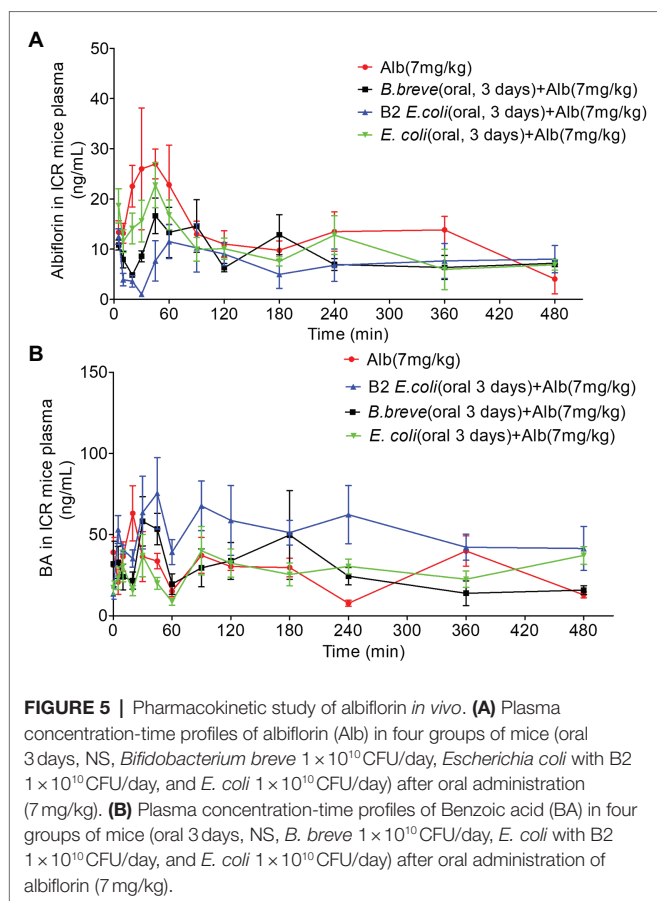 A
Albiflorin in ICR mice plasma
(ng/mL)
50
40
30
20
10
0
Alb(7mg/kg)
B.breve(oral, 3 days)+Alb(7mg/kg)
B2 E.coli(oral, 3 days)+Alb(7mg/kg)
E. coli(oral, 3 days)+Alb(7mg/kg)
0 60 120 180 240 300 360 420 480
Time (min)
B
BA in ICR mice plasma
(ng/mL)
150
100
50
0
Alb(7mg/kg)
B2 E.coli(oral 3 days)+Alb(7mg/kg)
B.breve(oral 3 days)+Alb(7mg/kg)
E. coli(oral 3 days)+Alb(7mg/kg)
0 60 120 180 240 300 360 420 480
Time (min)
FIGURE 5 | Pharmacokinetic study of albiflorin in vivo. (A) Plasma
concentration-time profiles of albiflorin (Alb) in four groups of mice (oral
3 days, NS, Bifidobacterium breve 1 × 10¹⁰ CFU/day, Escherichia coli with B2
1 × 10¹⁰ CFU/day, and E. coli 1 × 10¹⁰ CFU/day) after oral administration
(7 mg/kg). (B) Plasma concentration-time profiles of Benzoic acid (BA) in four
groups of mice (oral 3 days, NS, B. breve 1 × 10¹⁰ CFU/day, E. coli with B2
1 × 10¹⁰ CFU/day, and E. coli 1 × 10¹⁰ CFU/day) after oral administration of
albiflorin (7 mg/kg).